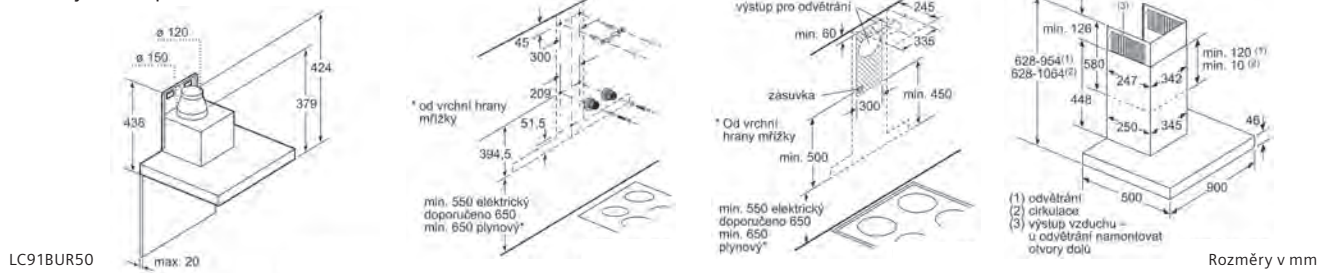 ø 120
ø 150
424
379
438
max. 20
LC91BUR50
45
300
209
* od vrchní hrany
mřížky
51,5
394,5
min. 550 elektrický
doporučeno 650
min. 650 plynový*
výstup pro odvětrání
245
min. 60
335
zásuvka
300
min. 450
* Od vrchní
hrany mřížky
min. 500
min. 550 elektrický
doporučeno 650
min. 650
plynový*
(3)
min. 126
628-954(1)
628-1064(2)
580
247
342
min. 120 (1)
min. 10 (2)
448
250
345
46
500
900
(1) odvětrání
(2) cirkulace
(3) výstup vzduchu –
u odvětrání namontovat
otvory dolů
Rozměry v mm